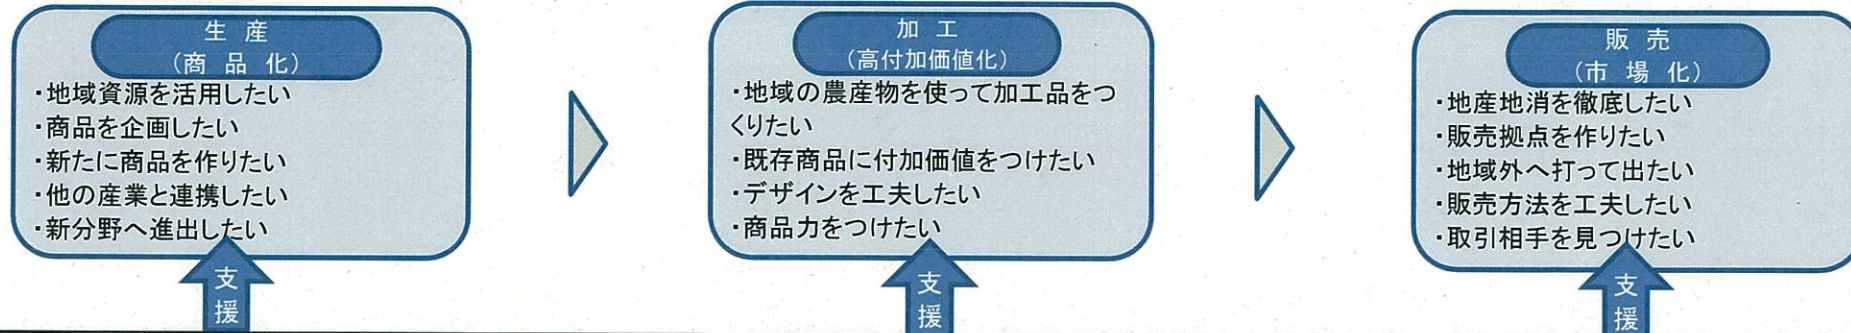 生 産
(商 品 化)
・地域資源を活用したい
・商品を企画したい
・新たに商品を作りたい
・他の産業と連携したい
・新分野へ進出したい
支
援
加 工
(高付加価値化)
・地域の農産物を使って加工品をつ
くりたい
・既存商品に付加価値をつけたい
・デザインを工夫したい
・商品力をつけたい
支
援
販 売
(市 場 化)
・地産地消を徹底したい
・販売拠点を作りたい
・地域外へ打って出たい
・販売方法を工夫したい
・取引相手を見つけたい
支
援